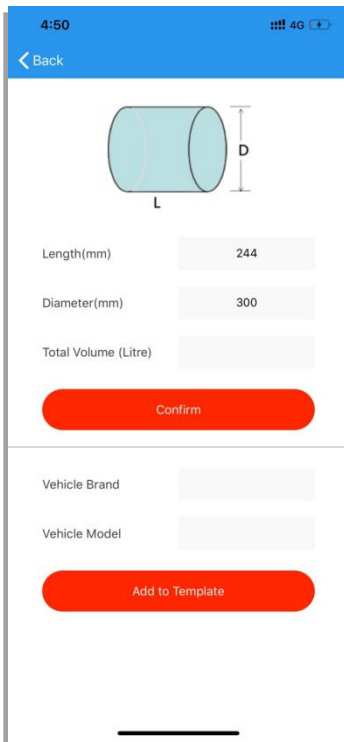 4:50 4G
Back
D
L
Length(mm) 244
Diameter(mm) 300
Total Volume (Litre)
Confirm
Vehicle Brand
Vehicle Model
Add to Template